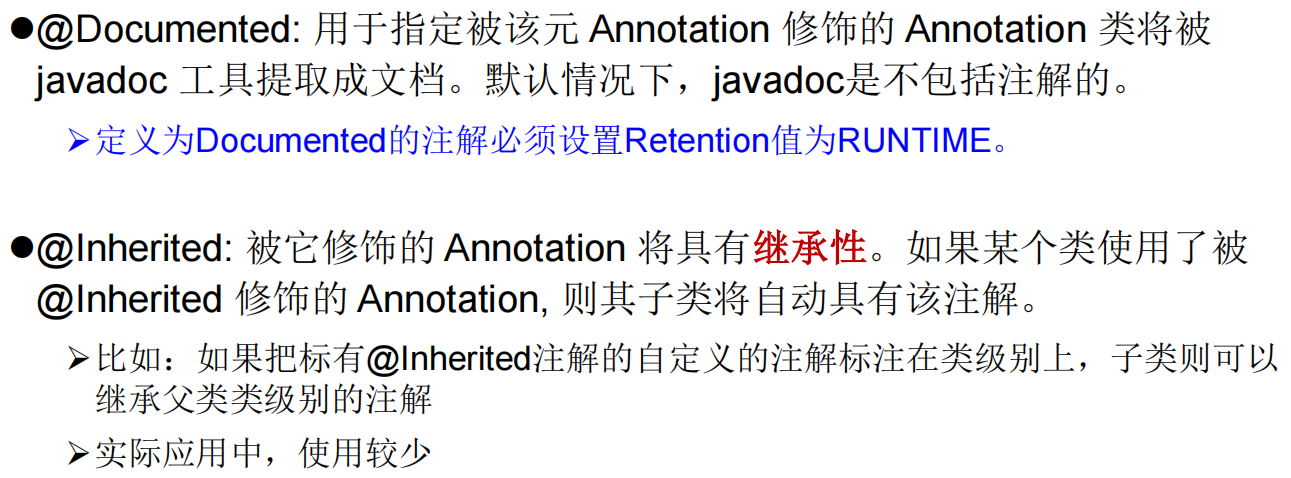 ●@Documented: 用于指定被该元 Annotation 修饰的 Annotation 类将被
javadoc 工具提取成文档。默认情况下，javadoc是不包括注解的。
➢定义为Documented的注解必须设置Retention值为RUNTIME。
●@Inherited: 被它修饰的 Annotation 将具有继承性。如果某个类使用了被
@Inherited 修饰的 Annotation, 则其子类将自动具有该注解。
➢比如：如果把标有@Inherited注解的自定义的注解标注在类级别上，子类则可以
继承父类类级别的注解
➢实际应用中，使用较少